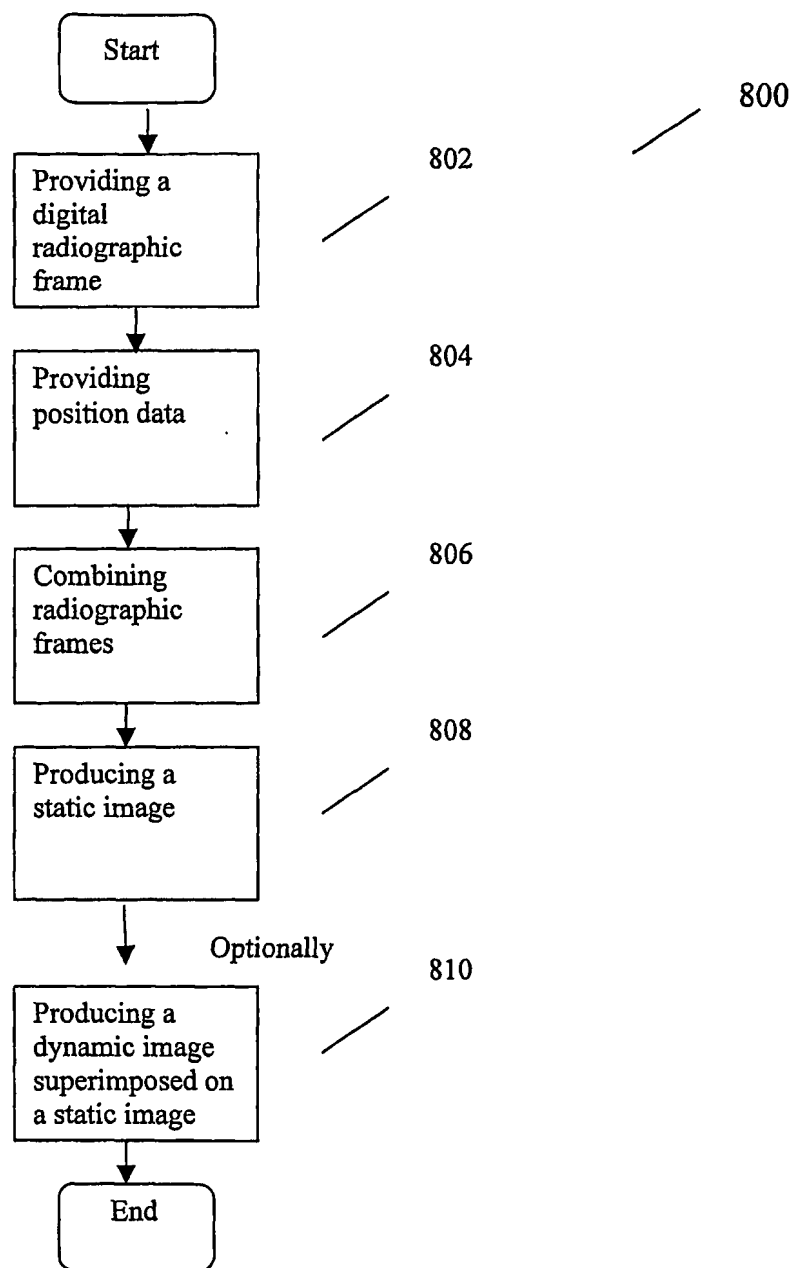 Start
800
802
Providing a
digital
radiographic
frame
804
Providing
position data
806
Combining
radiographic
frames
808
Producing a
static image
Optionally
810
Producing a
dynamic image
superimposed on
a static image
End